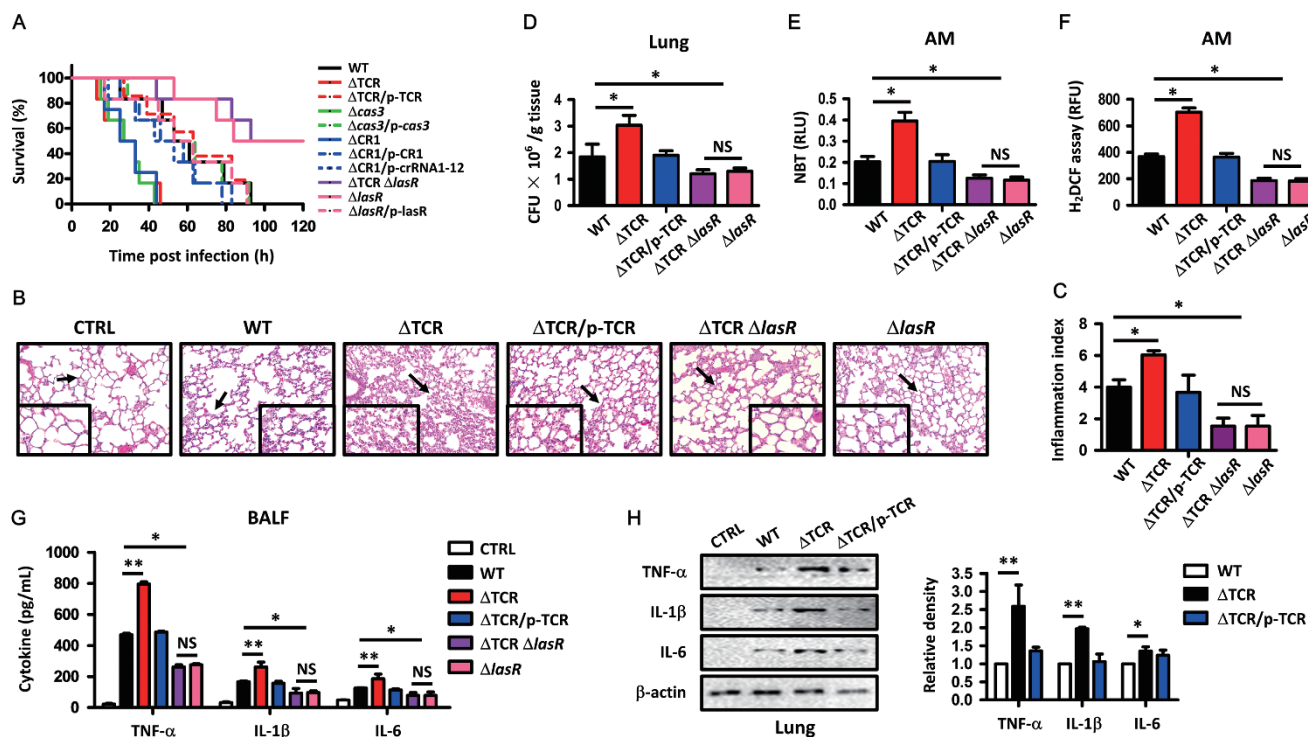 A
Survival (%)
100
80
60
40
20
0
0 20 40 60 80 100 120
Time post infection (h)
WT
ΔTCR
ΔTCR/p-TCR
Δcas3
Δcas3/p-cas3
ΔCR1
ΔCR1/p-CR1
ΔCR1/p-crRNA1-12
ΔTCR ΔlasR
ΔlasR
ΔlasR/p-lasR
D
Lung
CFU × 10⁶ /g tissue
5
4
3
2
1
0
*
*
NS
WT
ΔTCR
ΔTCR/p-TCR
ΔTCR ΔlasR
ΔlasR
E
AM
NBT (RLU)
0.5
0.4
0.3
0.2
0.1
0.0
*
*
NS
WT
ΔTCR
ΔTCR/p-TCR
ΔTCR ΔlasR
ΔlasR
F
AM
H₂DCF assay (RFU)
1000
800
600
400
200
0
*
*
NS
WT
ΔTCR
ΔTCR/p-TCR
ΔTCR ΔlasR
ΔlasR
B
CTRL WT ΔTCR ΔTCR/p-TCR ΔTCR ΔlasR ΔlasR
C
Inflammation index
8
6
4
2
0
*
*
NS
WT
ΔTCR
ΔTCR/p-TCR
ΔTCR ΔlasR
ΔlasR
G
BALF
Cytokine (pg/mL)
1000
800
600
400
200
0
*
**
NS
*
**
NS
*
**
NS
TNF-α IL-1β IL-6
CTRL
WT
ΔTCR
ΔTCR/p-TCR
ΔTCR ΔlasR
ΔlasR
H
CTRL WT ΔTCR ΔTCR/p-TCR
TNF-α
IL-1β
IL-6
β-actin
Lung
Relative density
3.5
3.0
2.5
2.0
1.5
1.0
0.5
0.0
**
**
*
TNF-α IL-1β IL-6
WT
ΔTCR
ΔTCR/p-TCR